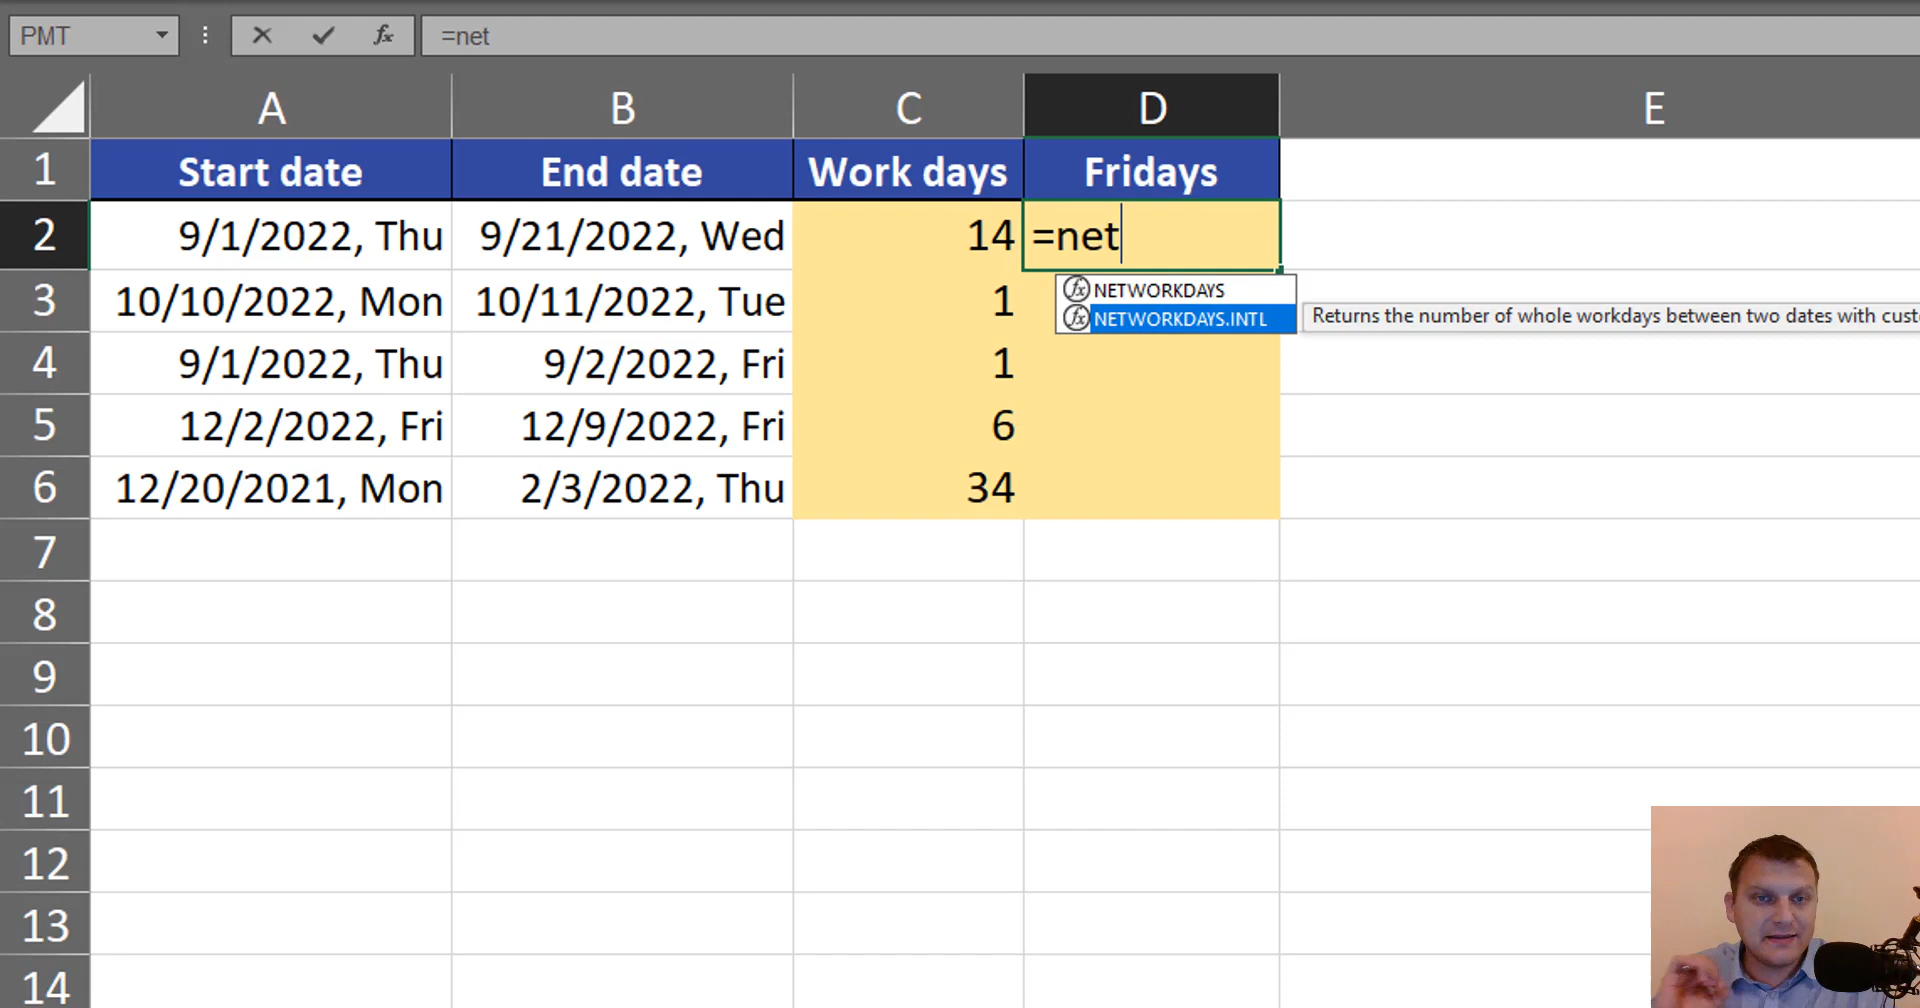 PMT fx =net
A B C D E
1 Start date End date Work days Fridays
2 9/1/2022, Thu 9/21/2022, Wed 14 =net
NETWORKDAYS
3 10/10/2022, Mon 10/11/2022, Tue 1
NETWORKDAYS.INTL Returns the number of whole workdays between two dates with cust
4 9/1/2022, Thu 9/2/2022, Fri 1
5 12/2/2022, Fri 12/9/2022, Fri 6
6 12/20/2021, Mon 2/3/2022, Thu 34
7
8
9
10
11
12
13
14